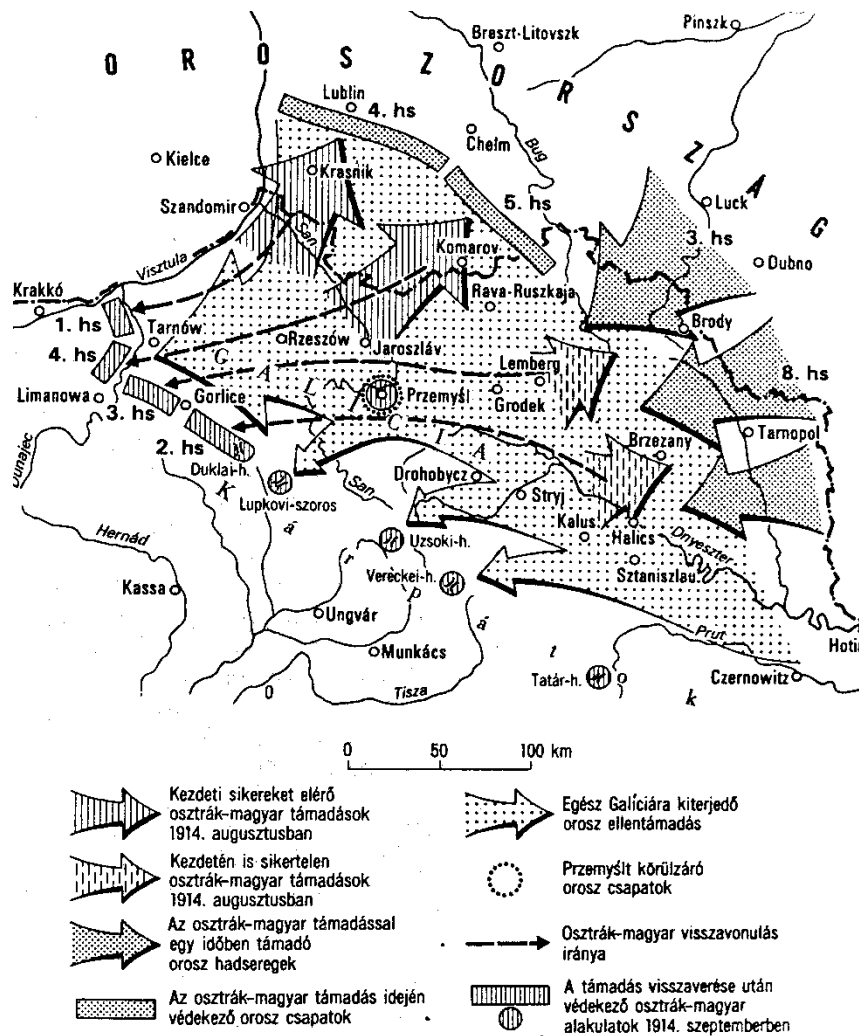 OROSZORSZÁG
Breszt-Litovszk
Pinszk
Lublin
4. hs
Chełm
Bug
Kielce
Krasnik
Szandomir
San
5. hs
Luck
3. hs
Dubno
Komarov
Visztula
Krakkó
Rava-Ruszkaja
1. hs
Tarnów
Rzeszów
Jaroszláv
Brody
4. hs
Lemberg
8. hs
GALÍCIA
Limanowa
Gorlice
Przemyśl
Grodek
3. hs
Tarnopol
2. hs
Brzezany
Dunajec
Duklai-h.
Drohobycz
Lupkovi-szoros
San
Stryj
Kalus
Halics
Hernád
Uzsoki-h.
Dnyeszter
Sztaniszlau
Vereckei-h.
Kassa
Kárpátok
Ungvár
Prut
Hotin
Munkács
Tisza
Tatár-h.
Czernowitz
0 50 100 km
Kezdeti sikereket elérő
osztrák-magyar támadások
1914. augusztusban
Kezdetén is sikertelen
osztrák-magyar támadások
1914. augusztusban
Az osztrák-magyar támadással
egy időben támadó
orosz hadseregek
Az osztrák-magyar támadás idején
védekező orosz csapatok
Egész Galíciára kiterjedő
orosz ellentámadás
Przemyślt körülzáró
orosz csapatok
Osztrák-magyar visszavonulás
iránya
A támadás visszaverése után
védekező osztrák-magyar
alakulatok 1914. szeptemberben